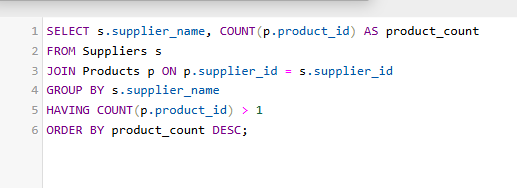 1 SELECT s.supplier_name, COUNT(p.product_id) AS product_count
2 FROM Suppliers s
3 JOIN Products p ON p.supplier_id = s.supplier_id
4 GROUP BY s.supplier_name
5 HAVING COUNT(p.product_id) > 1
6 ORDER BY product_count DESC;